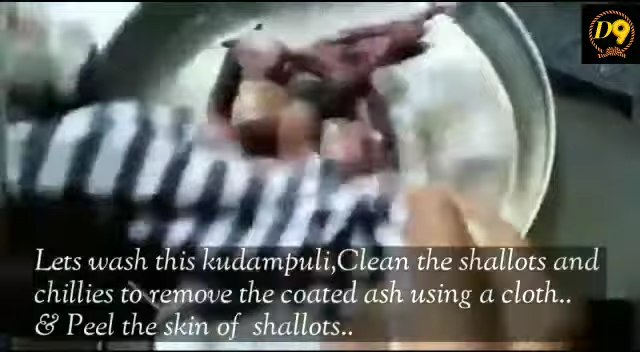 D9
Lets wash this kudampuli,Clean the shallots and
chillies to remove the coated ash using a cloth..
& Peel the skin of shallots..